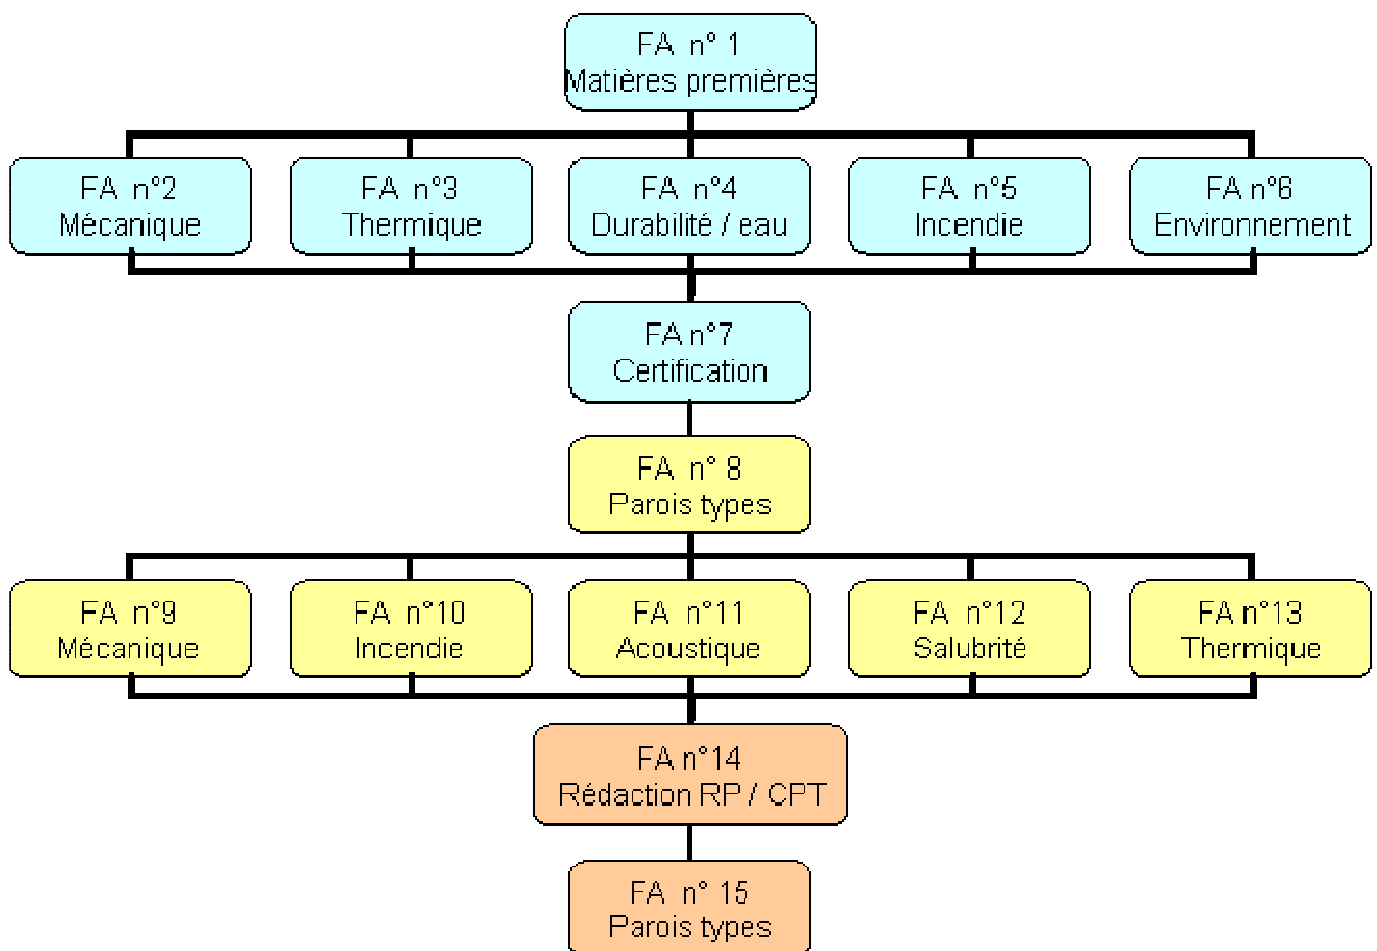 FA n° 1
Matières premières
FA n°2
Mécanique
FA n°3
Thermique
FA n°4
Durabilité / eau
FA n°5
Incendie
FA n°6
Environnement
FA n°7
Certification
FA n° 8
Parois types
FA n°9
Mécanique
FA n°10
Incendie
FA n°11
Acoustique
FA n°12
Salubrité
FA n°13
Thermique
FA n°14
Rédaction RP / CPT
FA n° 15
Parois types